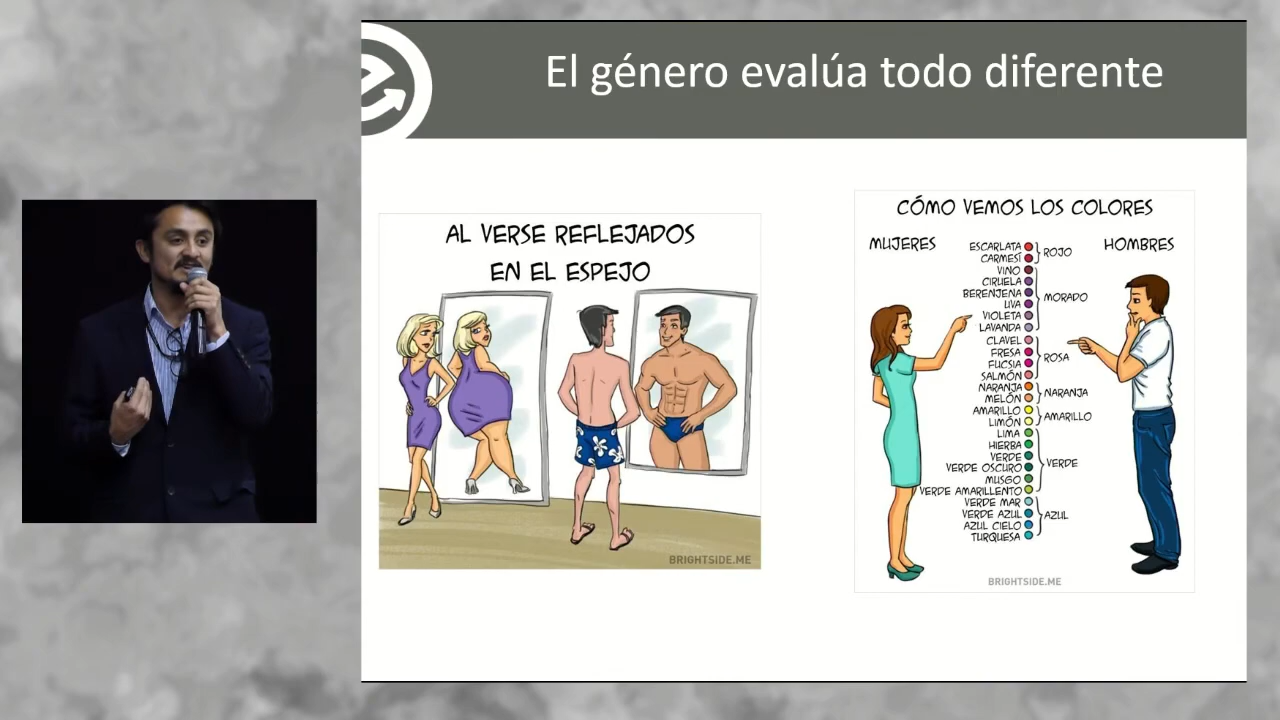 El género evalúa todo diferente
AL VERSE REFLEJADOS
EN EL ESPEJO
BRIGHTSIDE.ME
CÓMO VEMOS LOS COLORES
MUJERES
HOMBRES
ESCARLATA
CARMESÍ
ROJO
VINO
CIRUELA
BERENJENA
UVA
VIOLETA
LAVANDA
MORADO
CLAVEL
FRESA
FUCSIA
SALMÓN
ROSA
NARANJA
MELÓN
NARANJA
AMARILLO
LIMÓN
AMARILLO
LIMA
HIERBA
VERDE
VERDE OSCURO
MUSGO
VERDE AMARILLENTO
VERDE
VERDE MAR
VERDE AZUL
AZUL CIELO
TURQUESA
AZUL
BRIGHTSIDE.ME